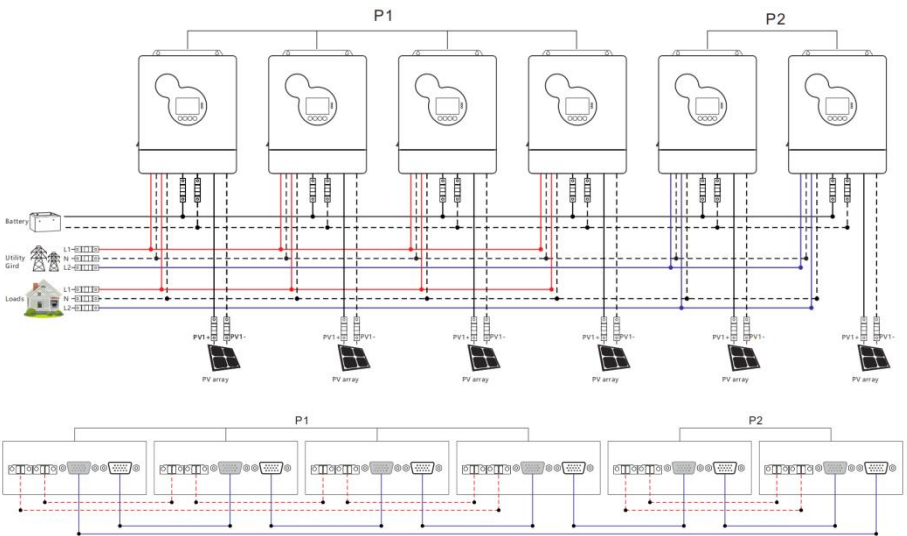 P1
P2
Battery
Utility
Gird
L1
N
L2
Loads
L1
N
L2
PV1+
PV1-
PV1+
PV1-
PV1+
PV1-
PV1+
PV1-
PV1+
PV1-
PV1+
PV1-
PV array
PV array
PV array
PV array
PV array
PV array
P1
P2